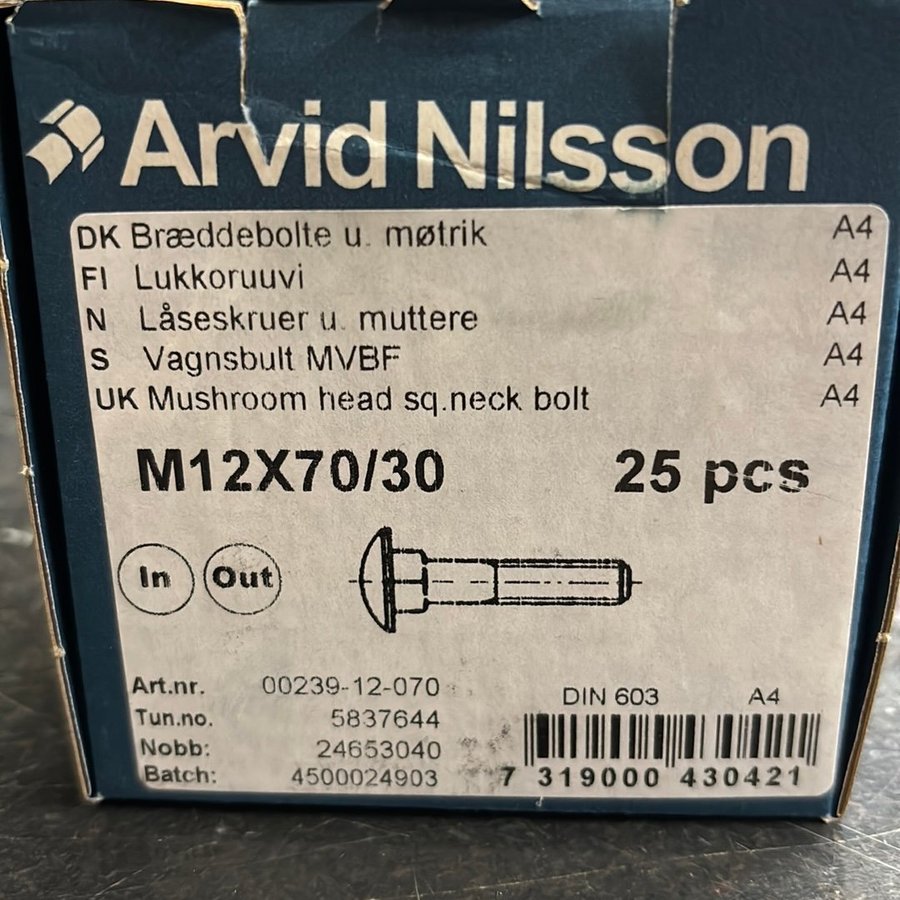 Arvid Nilsson
DK Bræddebolte u. møtrik A4
FI Lukkoruuvi A4
N Låseskruer u. muttere A4
S Vagnsbult MVBF A4
UK Mushroom head sq.neck bolt A4
M12X70/30 25 pcs
In Out
Art.nr. 00239-12-070
Tun.no. 5837644
Nobb: 24653040
Batch: 4500024903
DIN 603 A4
7 319000 430421